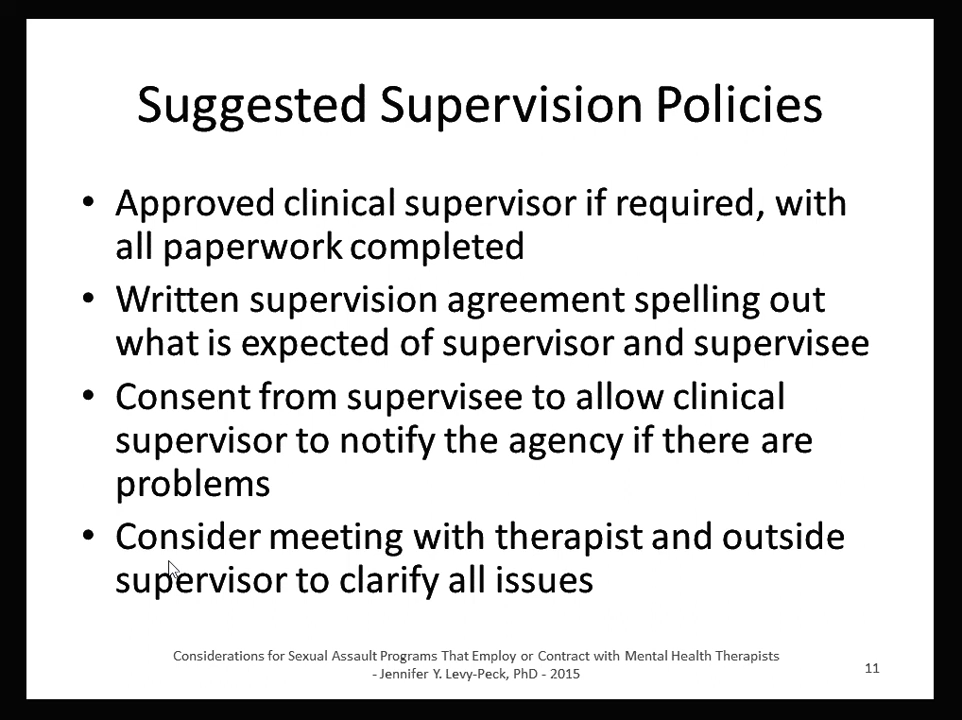 Suggested Supervision Policies
• Approved clinical supervisor if required, with
all paperwork completed
• Written supervision agreement spelling out
what is expected of supervisor and supervisee
• Consent from supervisee to allow clinical
supervisor to notify the agency if there are
problems
• Consider meeting with therapist and outside
supervisor to clarify all issues
Considerations for Sexual Assault Programs That Employ or Contract with Mental Health Therapists
- Jennifer Y. Levy-Peck, PhD - 2015
11